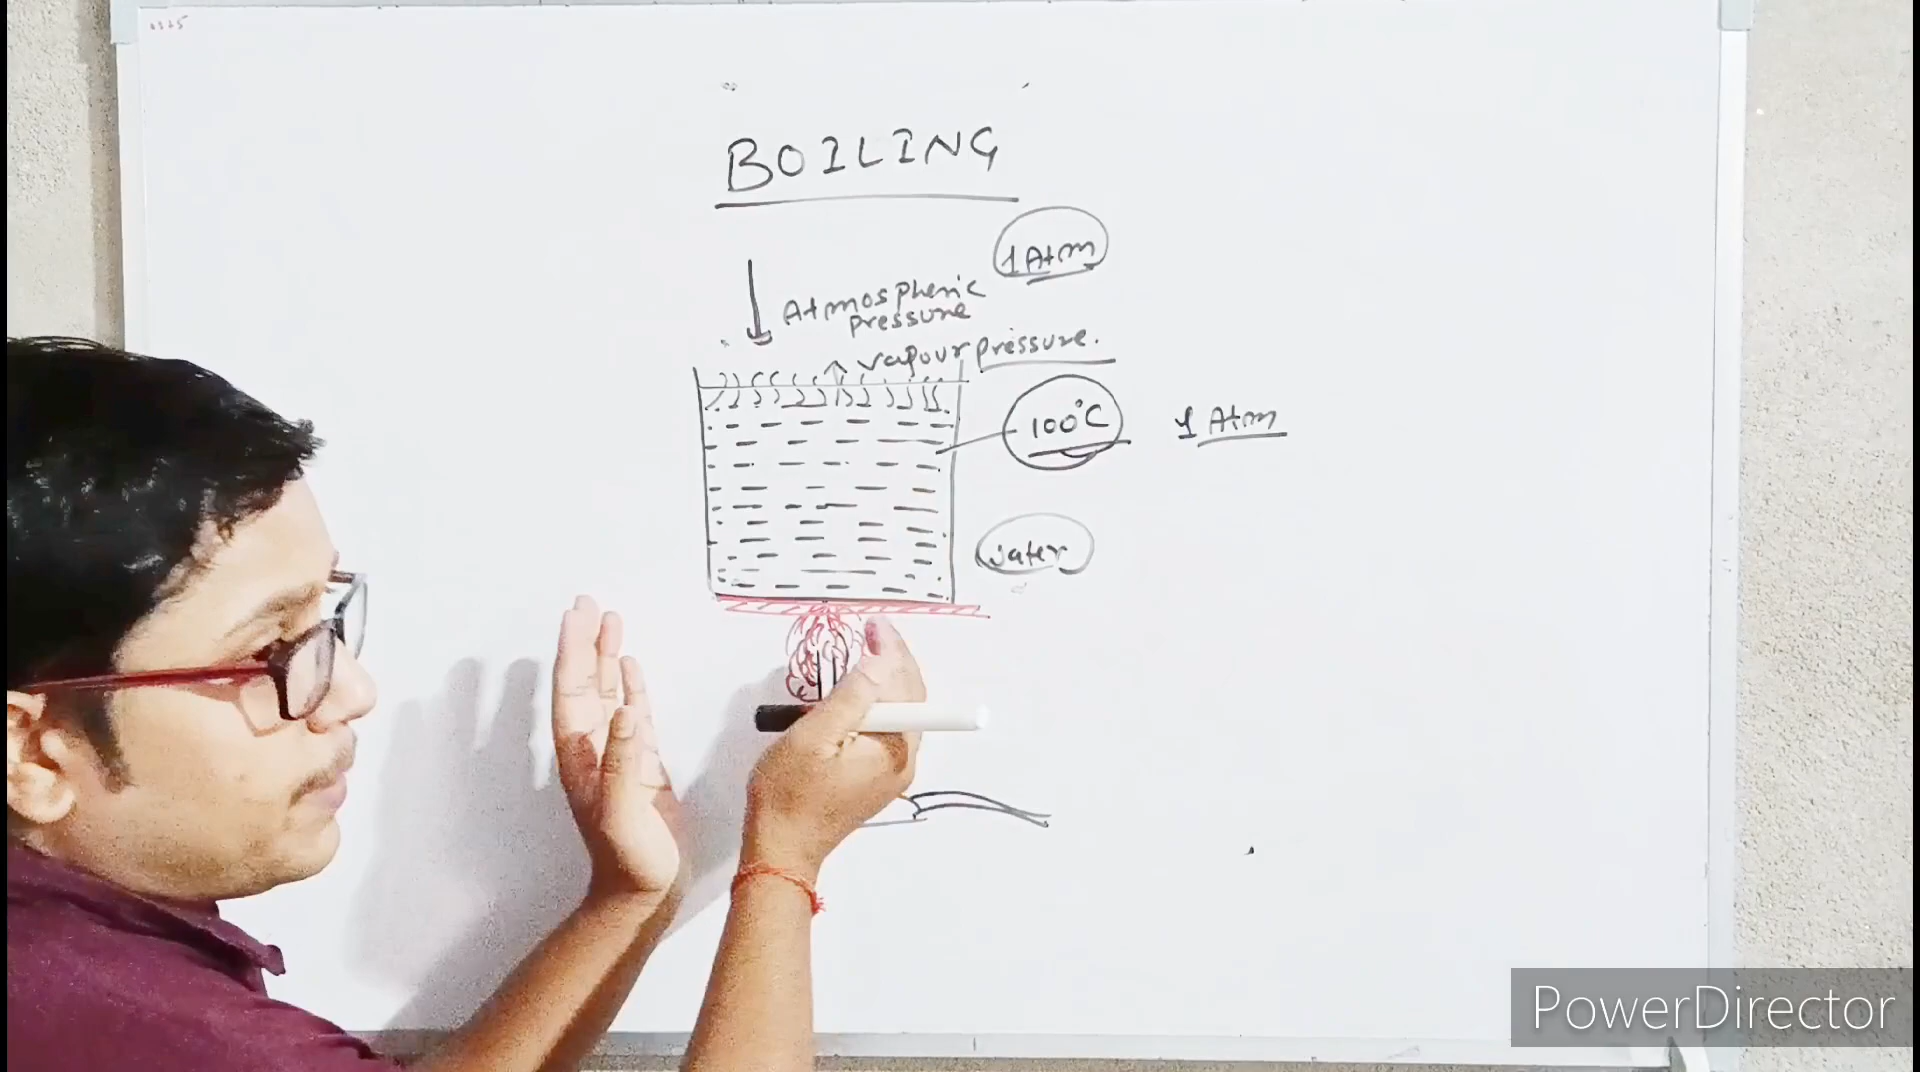 BOILING
1 Atm
Atmospheric
pressure
vapour pressure.
100°C
1 Atm
water
PowerDirector